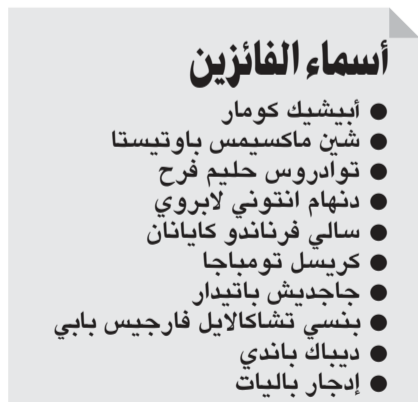 أسماء الفائزين
● أبيشيك كومار
● شين ماكسيمس باوتيستا
● توادروس حليم فرح
● دنهام انتوني لابروي
● سالي فرناندو كايانان
● كريسل تومباجا
● جاجديش باتيدار
● بنسي تشاكالايل فارجيس بابي
● ديباك باندي
● إدجار باليات